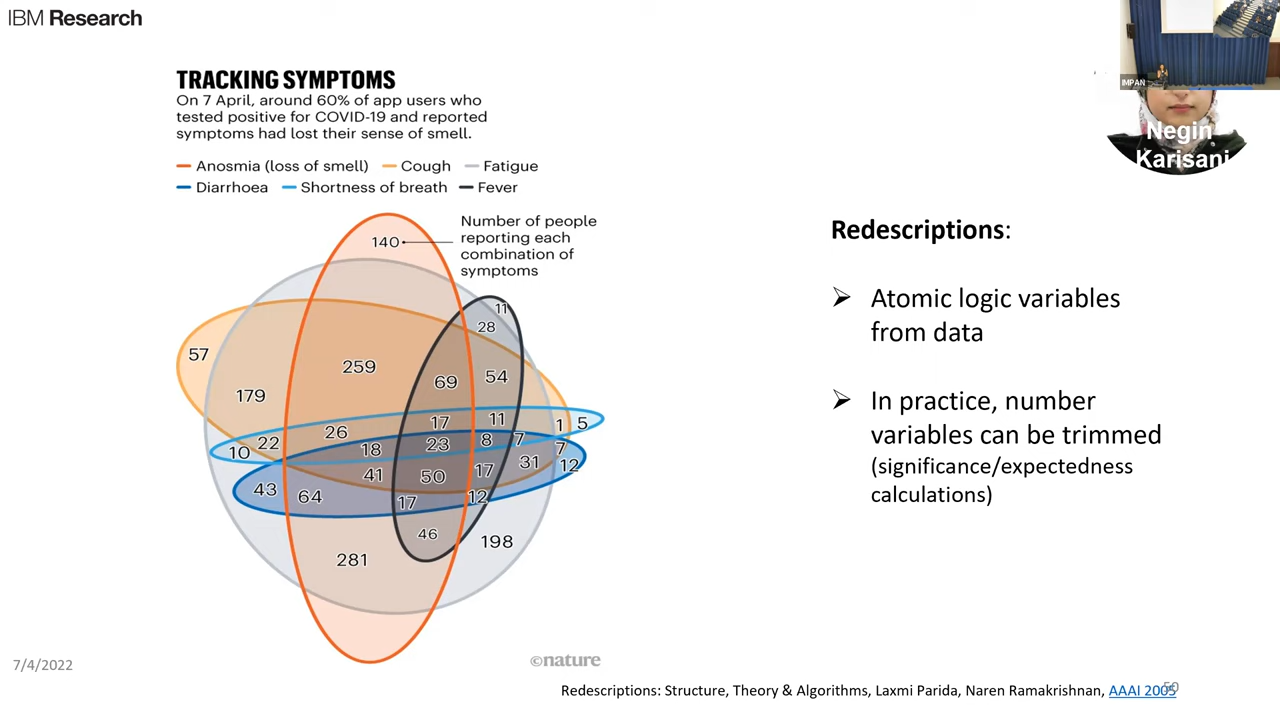 IBM Research
IMPAN
Negin
Karisani
TRACKING SYMPTOMS
On 7 April, around 60% of app users who
tested positive for COVID-19 and reported
symptoms had lost their sense of smell.
Anosmia (loss of smell) Cough Fatigue
Diarrhoea Shortness of breath Fever
Number of people
reporting each
combination of
symptoms
140
11
28
57
259
69
54
179
17
11
1
5
26
22
10
18
23
8
7
7
41
50
17
31
12
43
64
17
12
46
198
281
©nature
Redescriptions:
➢ Atomic logic variables
from data
➢ In practice, number
variables can be trimmed
(significance/expectedness
calculations)
7/4/2022
50
Redescriptions: Structure, Theory & Algorithms, Laxmi Parida, Naren Ramakrishnan, AAAI 2005